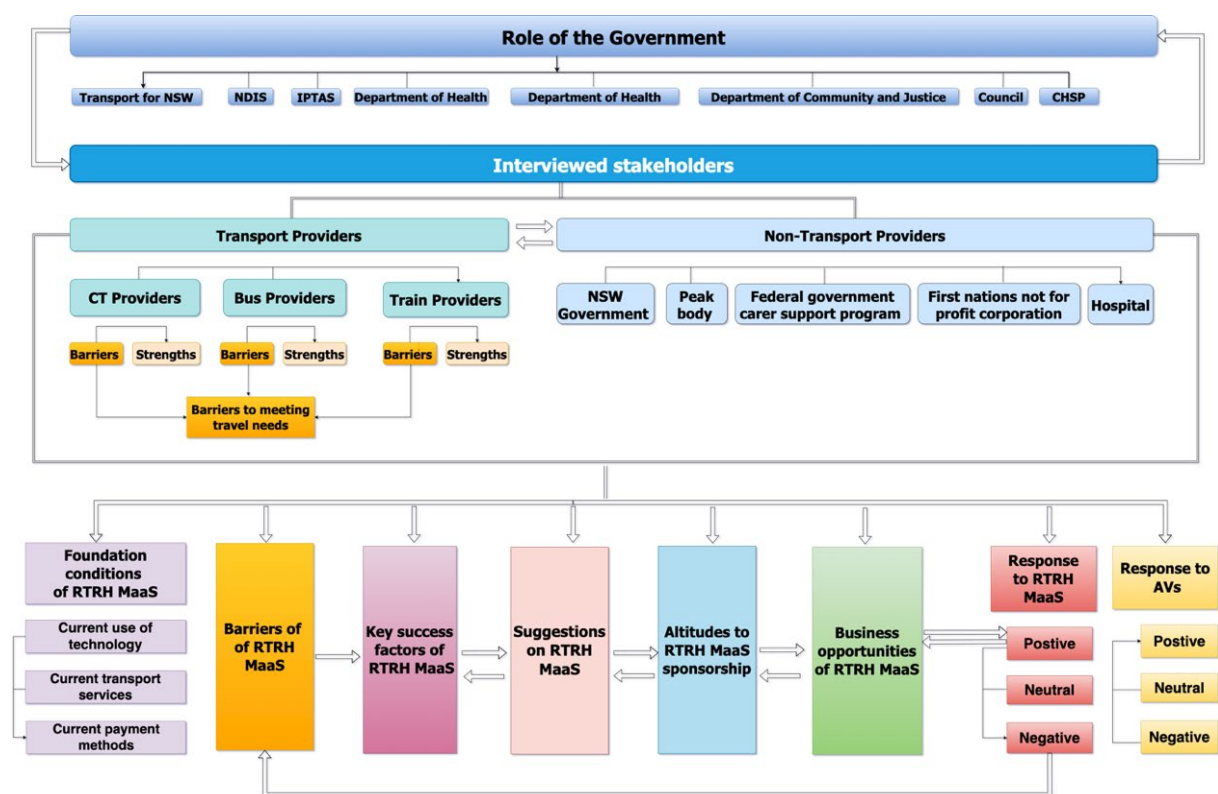 Role of the Government
Transport for NSW
NDIS
IPTAS
Department of Health
Department of Health
Department of Community and Justice
Council
CHSP
Interviewed stakeholders
Transport Providers
Non-Transport Providers
CT Providers
Bus Providers
Train Providers
NSW
Government
Peak
body
Federal government
carer support program
First nations not for
profit corporation
Hospital
Barriers
Strengths
Barriers
Strengths
Barriers
Strengths
Barriers to meeting
travel needs
Foundation
conditions
of RTRH MaaS
Current use of
technology
Current transport
services
Current payment
methods
Barriers of
of RTRH
MaaS
Key success
factors of
RTRH MaaS
Suggestions
on RTRH
MaaS
Altitudes to
RTRH MaaS
sponsorship
Business
opportunities
of RTRH MaaS
Response
to RTRH
MaaS
Postive
Neutral
Negative
Response to
AVs
Postive
Neutral
Negative